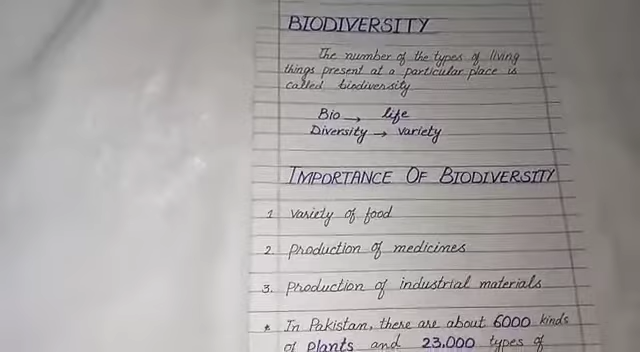 BIODIVERSITY
The number of the types of living
things present at a particular place is
called biodiversity
Bio → life
Diversity → variety
IMPORTANCE OF BIODIVERSITY
1. Variety of food
2. Production of medicines
3. Production of industrial materials
* In Pakistan, there are about 6000 kinds
of plants and 23,000 types of